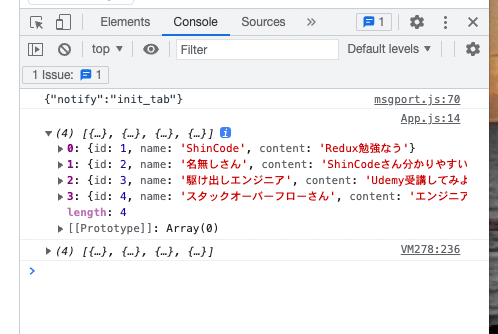 Elements Console Sources » 1
top ▾ Filter Default levels ▾
1 Issue: 1
{"notify":"init_tab"} msgport.js:70
App.js:14
(4) [{…}, {…}, {…}, {…}] i
0: {id: 1, name: 'ShinCode', content: 'Redux勉強なう'}
1: {id: 2, name: '名無しさん', content: 'ShinCodeさん分かりやすい
2: {id: 3, name: '駆け出しエンジニア', content: 'Udemy受講してみよ
3: {id: 4, name: 'スタックオーバーフローさん', content: 'エンジニア
length: 4
[[Prototype]]: Array(0)
(4) [{…}, {…}, {…}, {…}] VM278:236